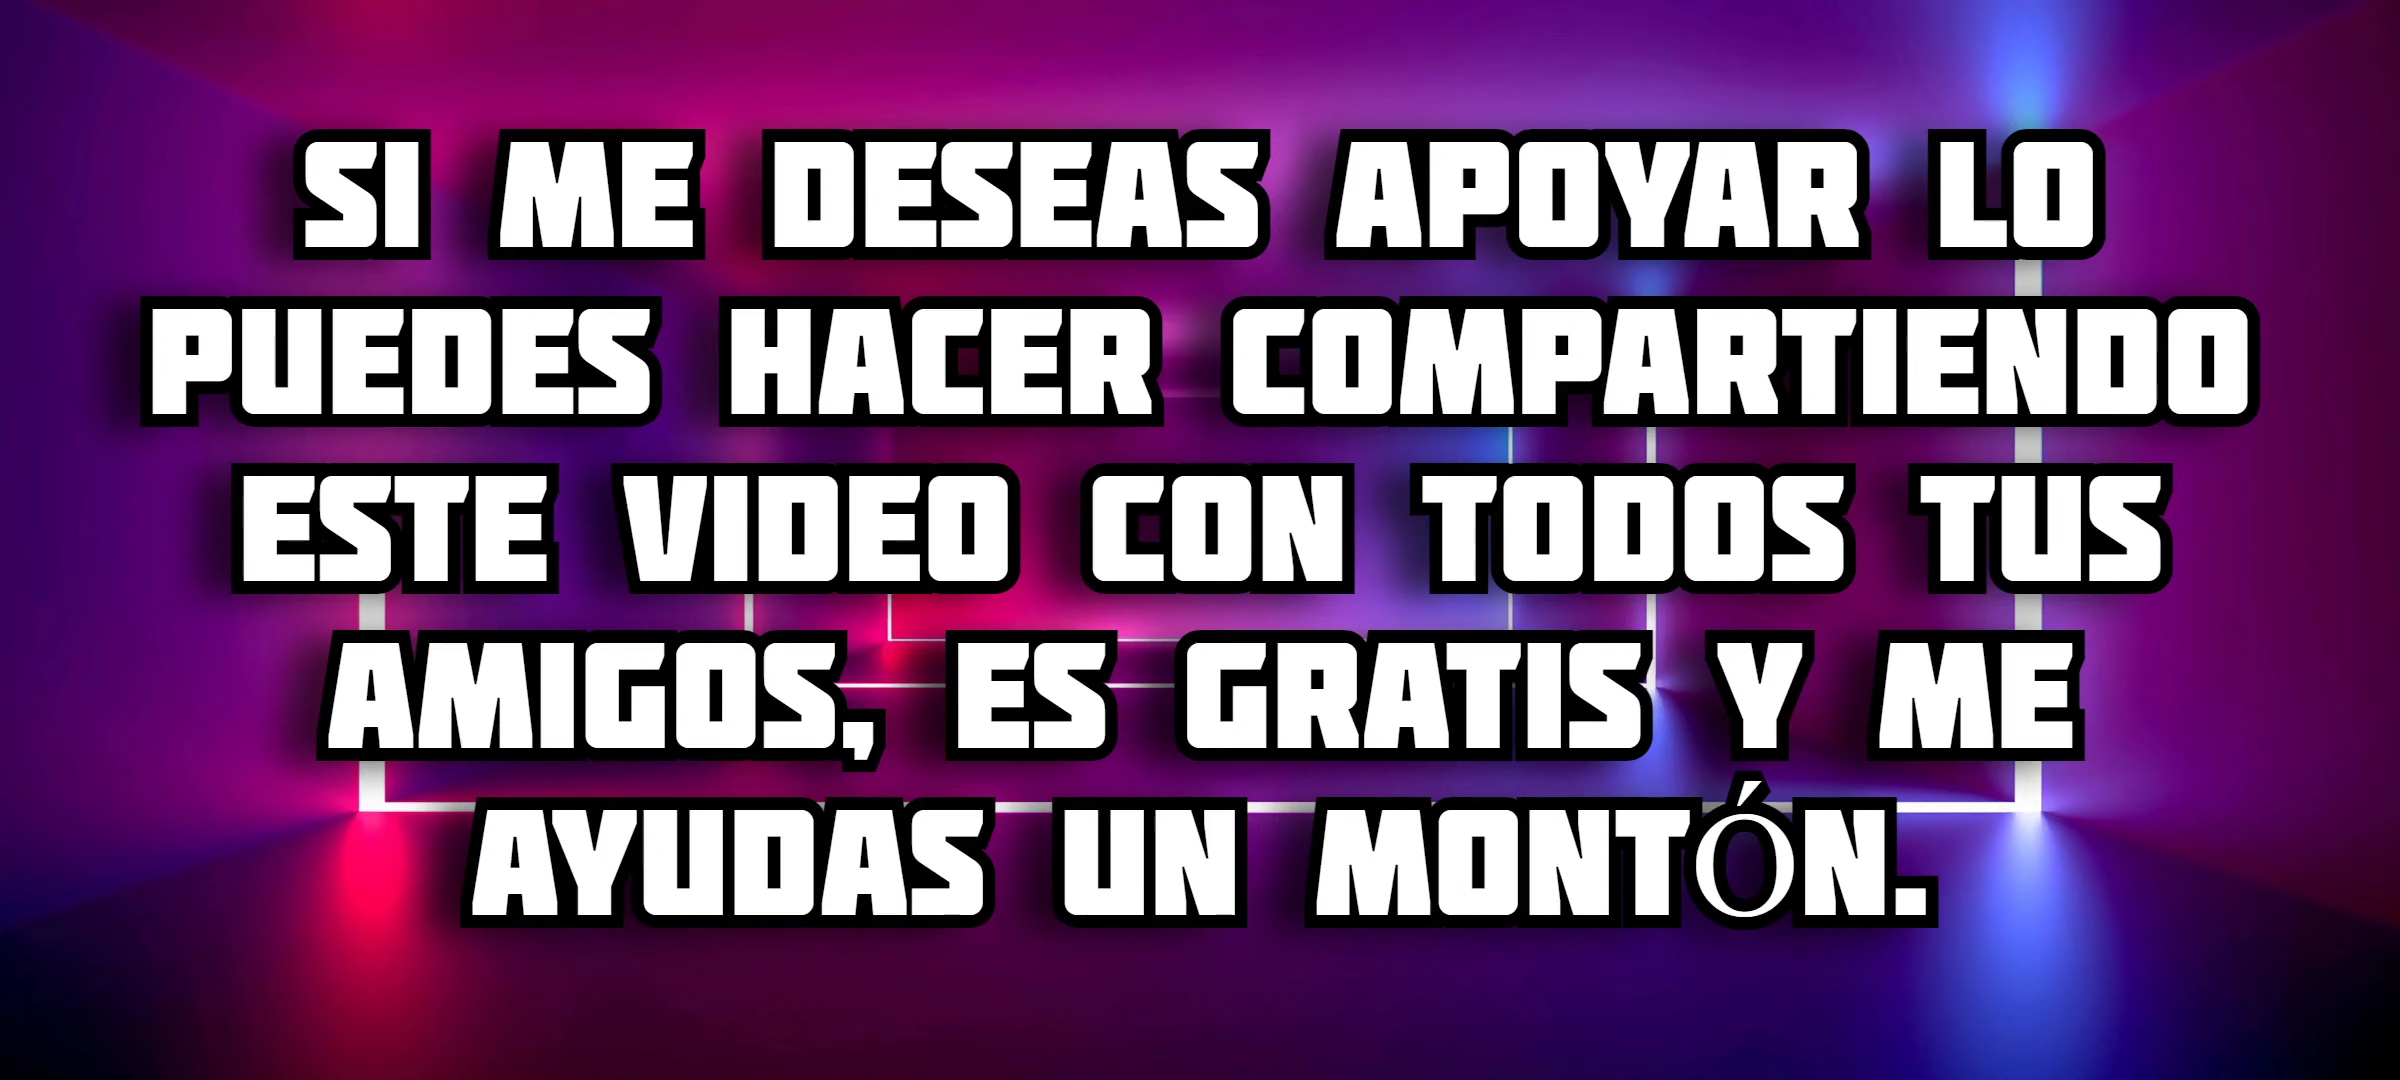 SI ME DESEAS APOYAR LO
PUEDES HACER COMPARTIENDO
ESTE VIDEO CON TODOS TUS
AMIGOS, ES GRATIS Y ME
AYUDAS UN MONTÓN.